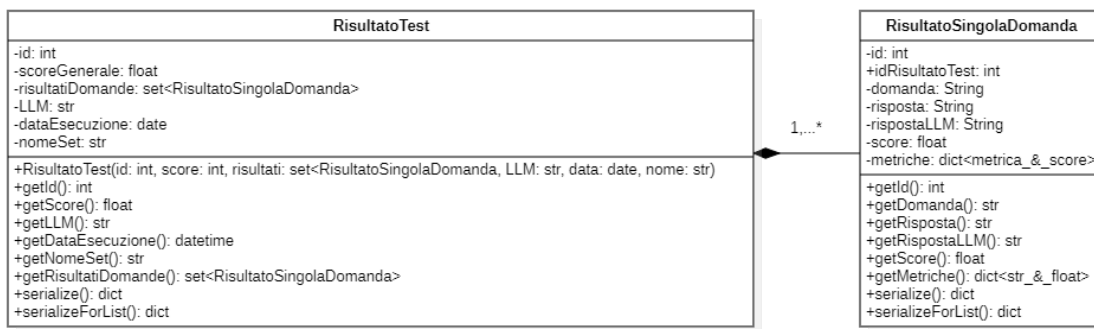 RisultatoTest
-id: int
-scoreGenerale: float
-risultatiDomande: set<RisultatoSingolaDomanda>
-LLM: str
-dataEsecuzione: date
-nomeSet: str
+RisultatoTest(id: int, score: int, risultati: set<RisultatoSingolaDomanda, LLM: str, data: date, nome: str)
+getId(): int
+getScore(): float
+getLLM(): str
+getDataEsecuzione(): datetime
+getNomeSet(): str
+getRisultatiDomande(): set<RisultatoSingolaDomanda>
+serialize(): dict
+serializeForList(): dict
1,...*
RisultatoSingolaDomanda
-id: int
+idRisultatoTest: int
-domanda: String
-risposta: String
-rispostaLLM: String
-score: float
-metriche: dict<metrica_&_score>
+getId(): int
+getDomanda(): str
+getRisposta(): str
+getRispostaLLM(): str
+getScore(): float
+getMetriche(): dict<str_&_float>
+serialize(): dict
+serializeForList(): dict